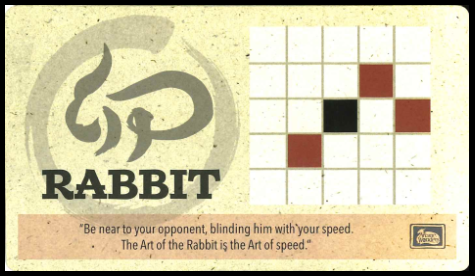 RABBIT
"Be near to your opponent, blinding him with your speed.
The Art of the Rabbit is the Art of speed."